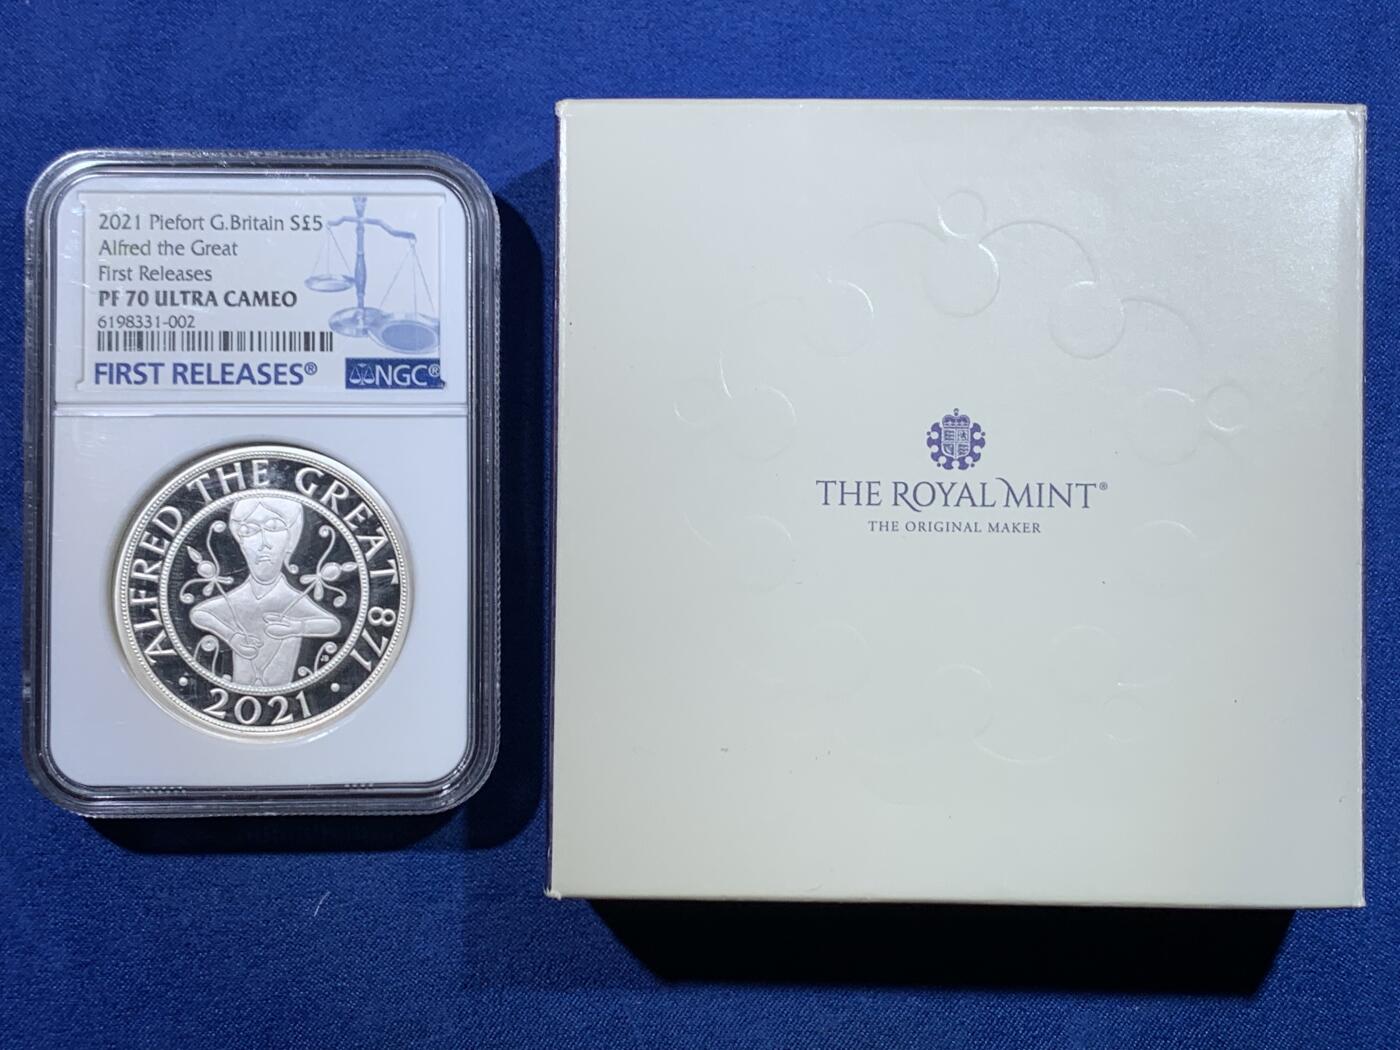 2021 Piefort G.Britain S£5
Alfred the Great
First Releases
PF 70 ULTRA CAMEO
6198331-002
FIRST RELEASES®
NGC®
ALFRED THE GREAT 871
· 2021 ·
THE ROYAL MINT®
THE ORIGINAL MAKER